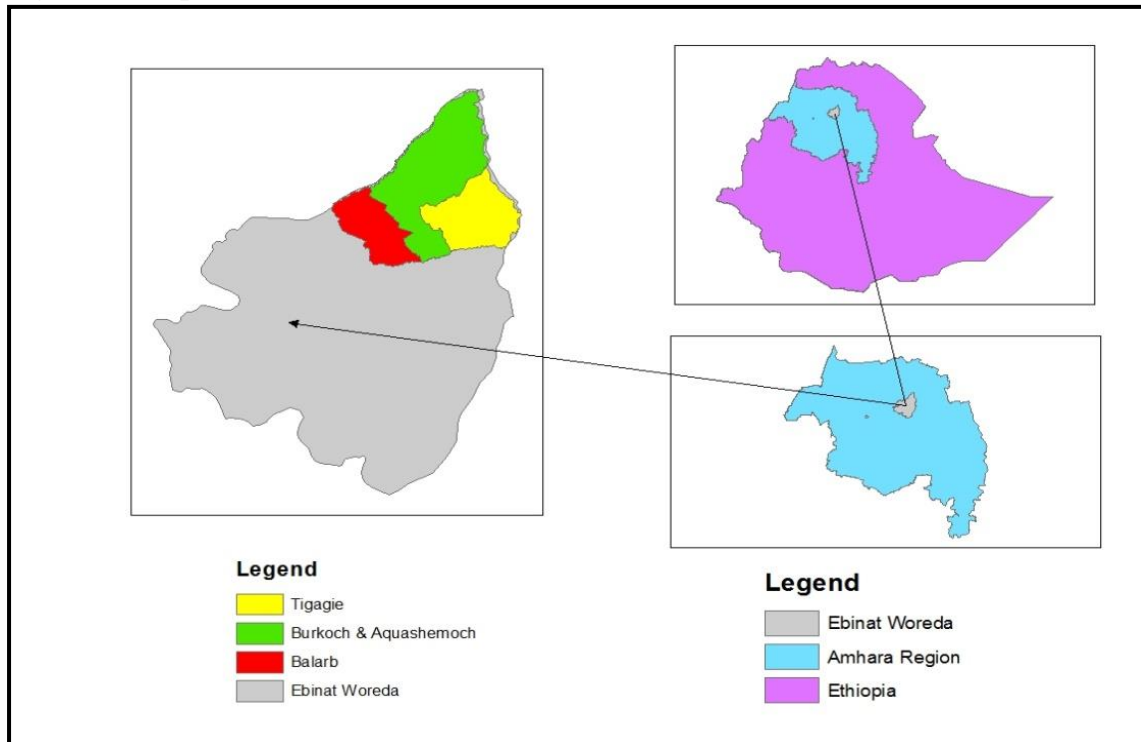 Legend
Tigagie
Burkoch & Aquashemoch
Balarb
Ebinat Woreda
Legend
Ebinat Woreda
Amhara Region
Ethiopia